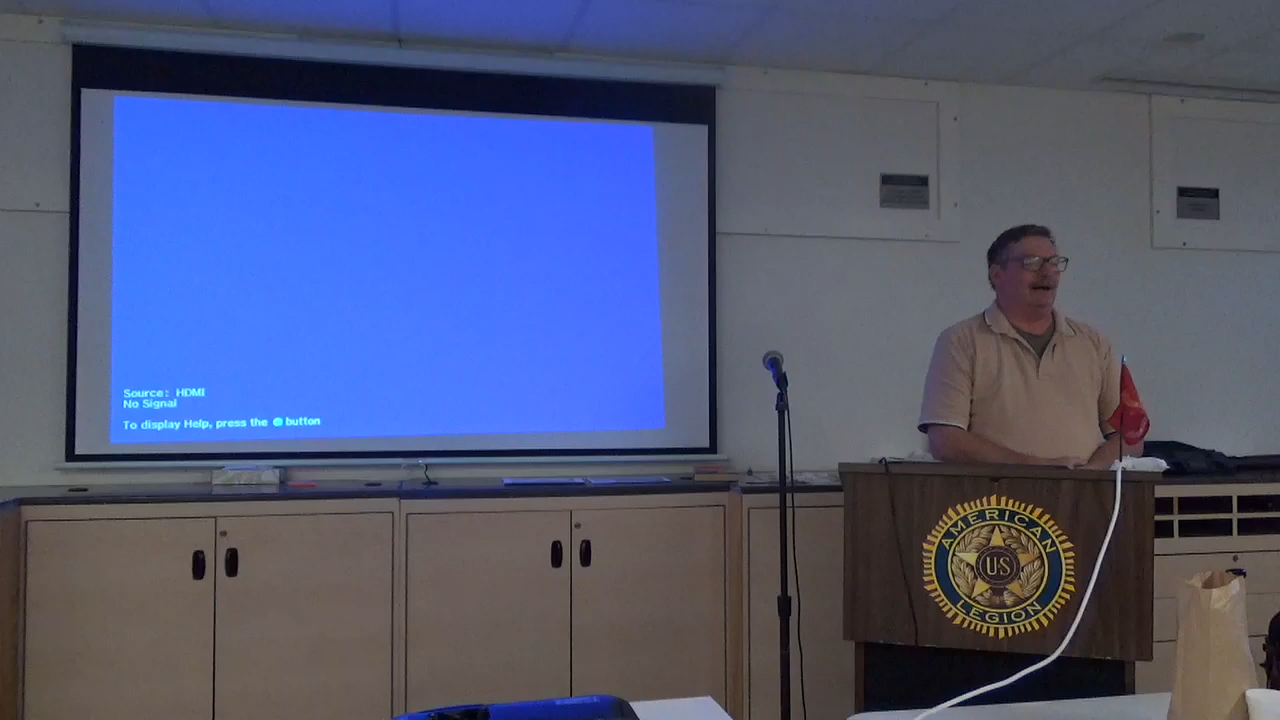 Source: HDMI
No Signal
To display Help, press the button
AMERICAN
U.S
LEGION